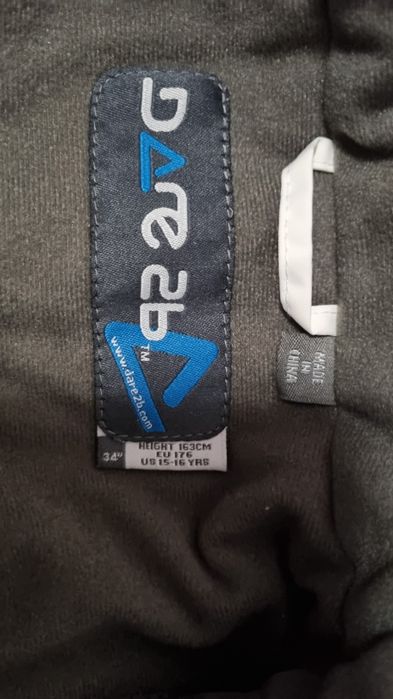 Dare 2b
™
www.dare2b.com
34"
HEIGHT 163CM
EU 176
US 15-16 YRS
MADE
IN
CHINA